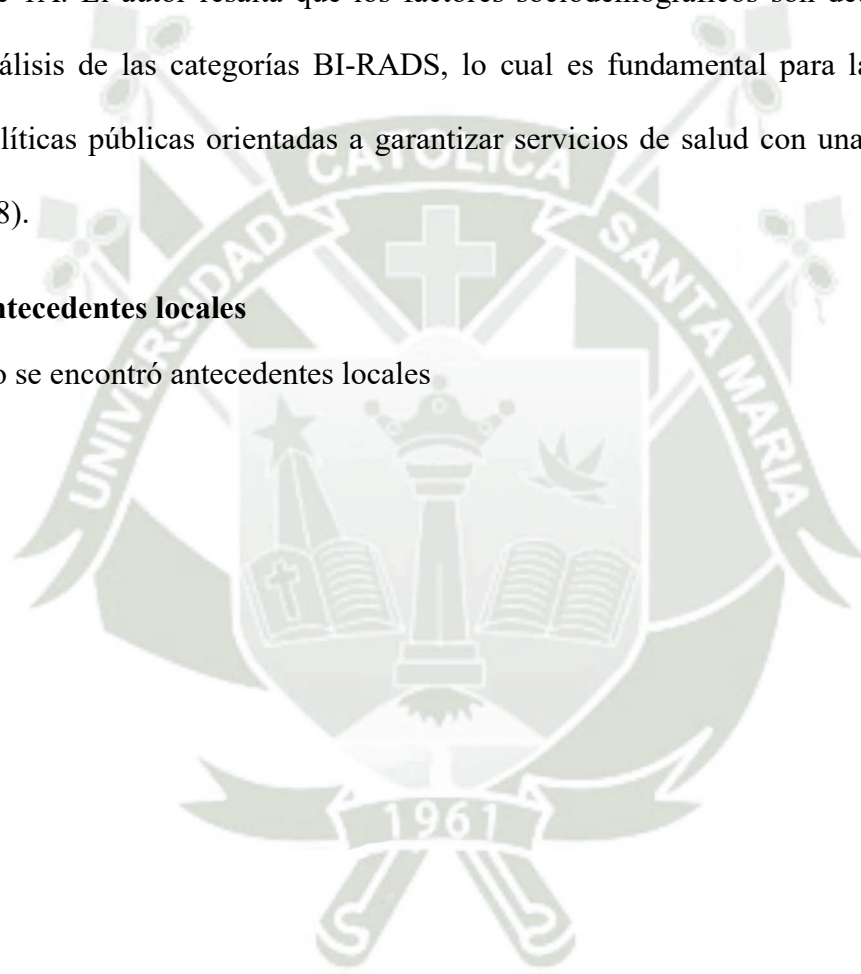 El autor resalta que los factores sociodemográficos son de
álisis de las categorías BI-RADS, lo cual es fundamental para la
líticas públicas orientadas a garantizar servicios de salud con una
8).
ntecedentes locales
o se encontró antecedentes locales
UNIVERSIDAD CATOLICA SANTA MARIA
1961